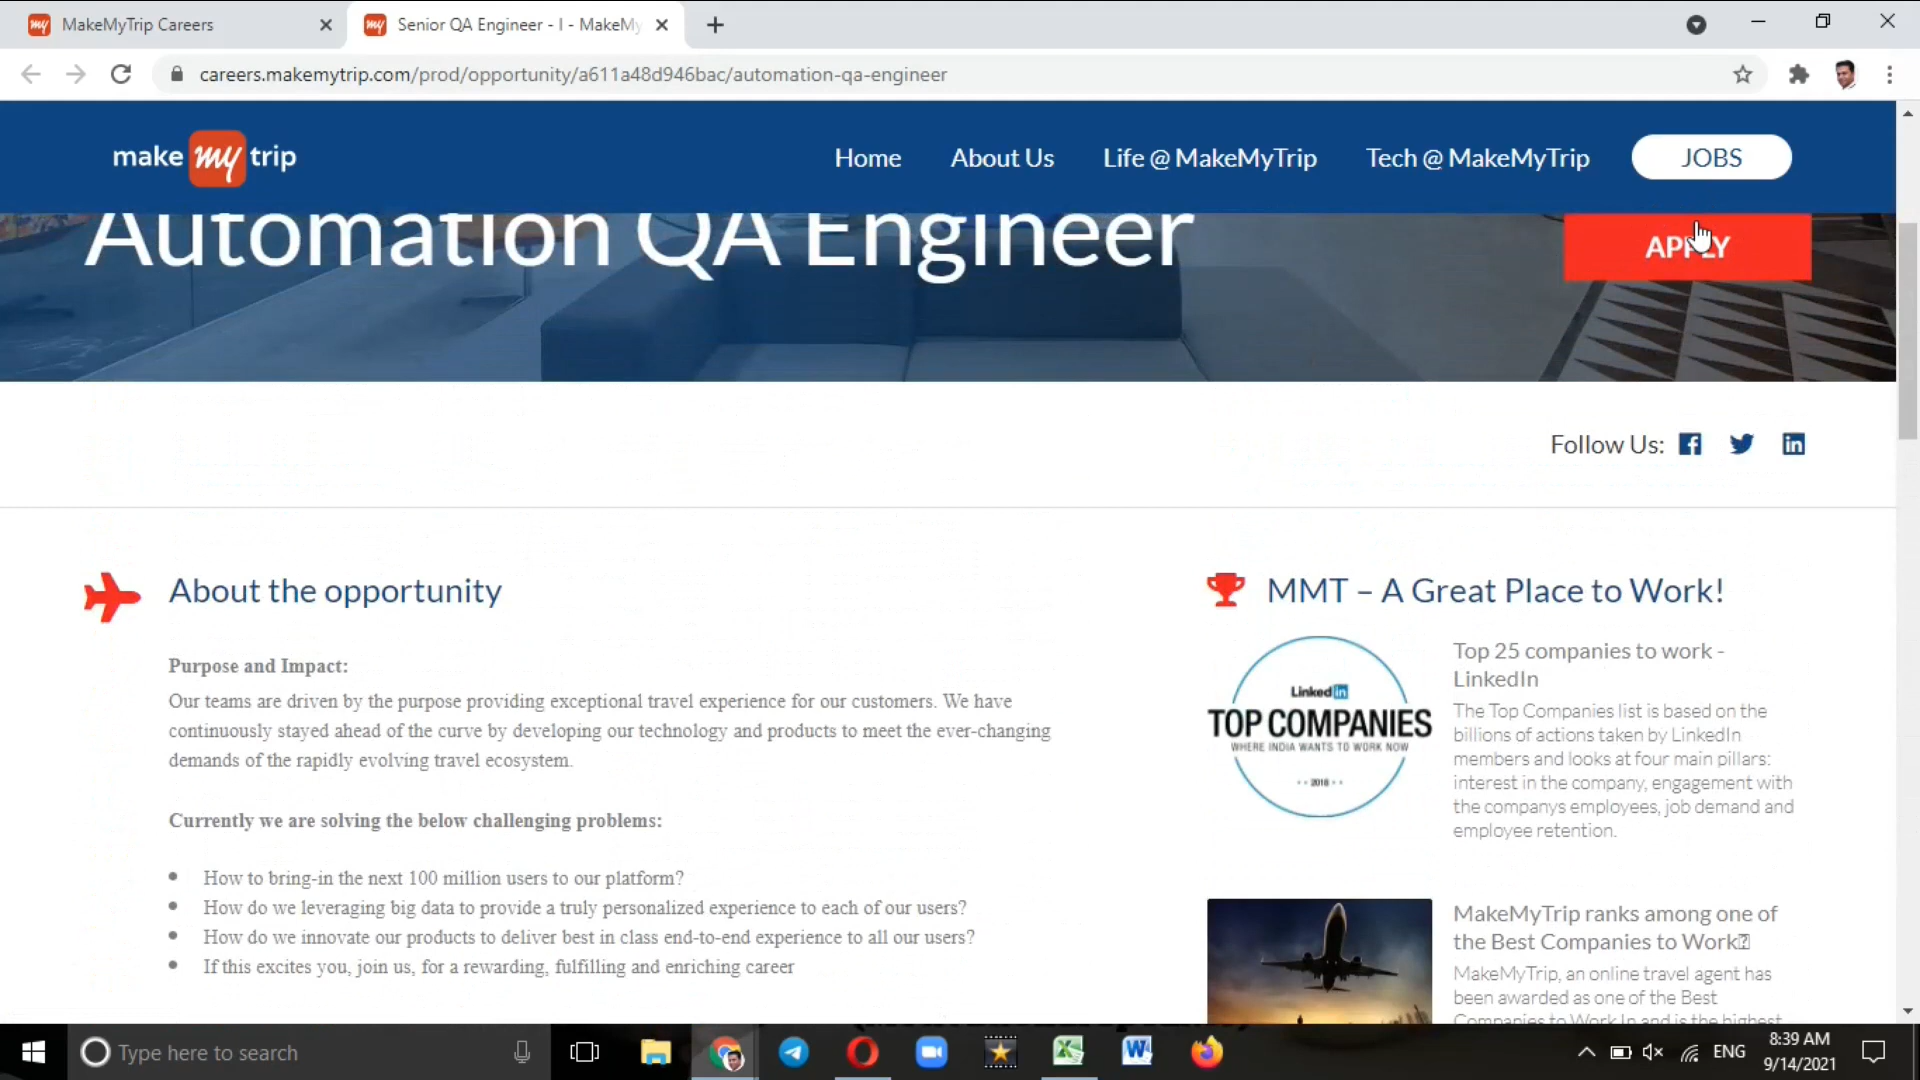 MakeMyTrip Careers
Senior QA Engineer - I - MakeMy
careers.makemytrip.com/prod/opportunity/a611a48d946bac/automation-qa-engineer
make my trip
Home
About Us
Life @ MakeMyTrip
Tech @ MakeMyTrip
JOBS
Automation QA Engineer
APPLY
Follow Us:
About the opportunity
Purpose and Impact:
Our teams are driven by the purpose providing exceptional travel experience for our customers. We have
continuously stayed ahead of the curve by developing our technology and products to meet the ever-changing
demands of the rapidly evolving travel ecosystem.
Currently we are solving the below challenging problems:
How to bring-in the next 100 million users to our platform?
How do we leveraging big data to provide a truly personalized experience to each of our users?
How do we innovate our products to deliver best in class end-to-end experience to all our users?
If this excites you, join us, for a rewarding, fulfilling and enriching career
MMT – A Great Place to Work!
LinkedIn
TOP COMPANIES
WHERE INDIA WANTS TO WORK NOW
2018
Top 25 companies to work -
LinkedIn
The Top Companies list is based on the
billions of actions taken by LinkedIn
members and looks at four main pillars:
interest in the company, engagement with
the companys employees, job demand and
employee retention.
MakeMyTrip ranks among one of
the Best Companies to Work
MakeMyTrip, an online travel agent has
been awarded as one of the Best
Companies to Work In and is the highest
Type here to search
ENG
8:39 AM
9/14/2021